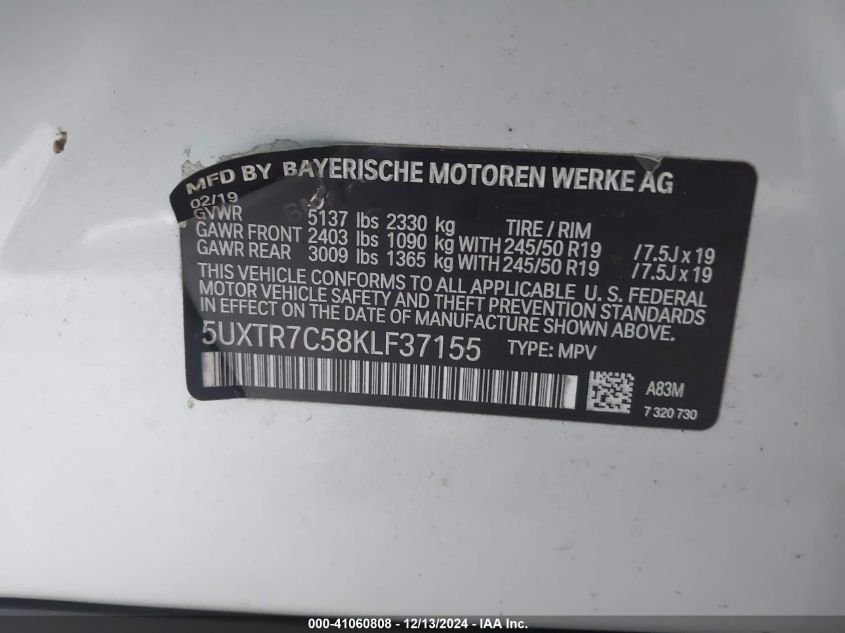 MFD BY BAYERISCHE MOTOREN WERKE AG
02/19
GVWR 5137 lbs 2330 kg TIRE / RIM
GAWR FRONT 2403 lbs 1090 kg WITH 245/50 R19 /7.5J x 19
GAWR REAR 3009 lbs 1365 kg WITH 245/50 R19 /7.5J x 19
THIS VEHICLE CONFORMS TO ALL APPLICABLE U. S. FEDERAL
MOTOR VEHICLE SAFETY AND THEFT PREVENTION STANDARDS
IN EFFECT ON THE DATE OF MANUFACTURE SHOWN ABOVE.
5UXTR7C58KLF37155 TYPE: MPV
A83M
7 320 730
000-41060808 - 12/13/2024 - IAA Inc.